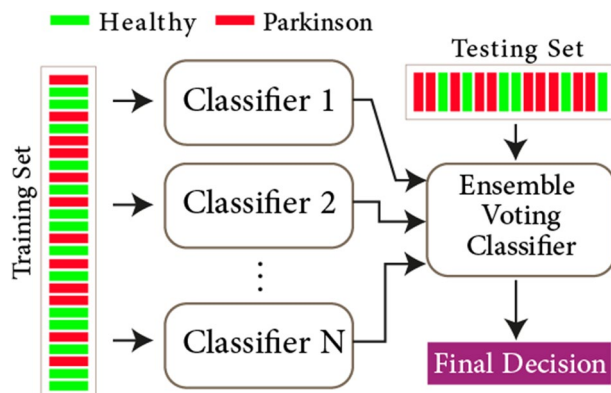 Healthy
Parkinson
Training Set
Classifier 1
Classifier 2
Classifier N
Testing Set
Ensemble
Voting
Classifier
Final Decision